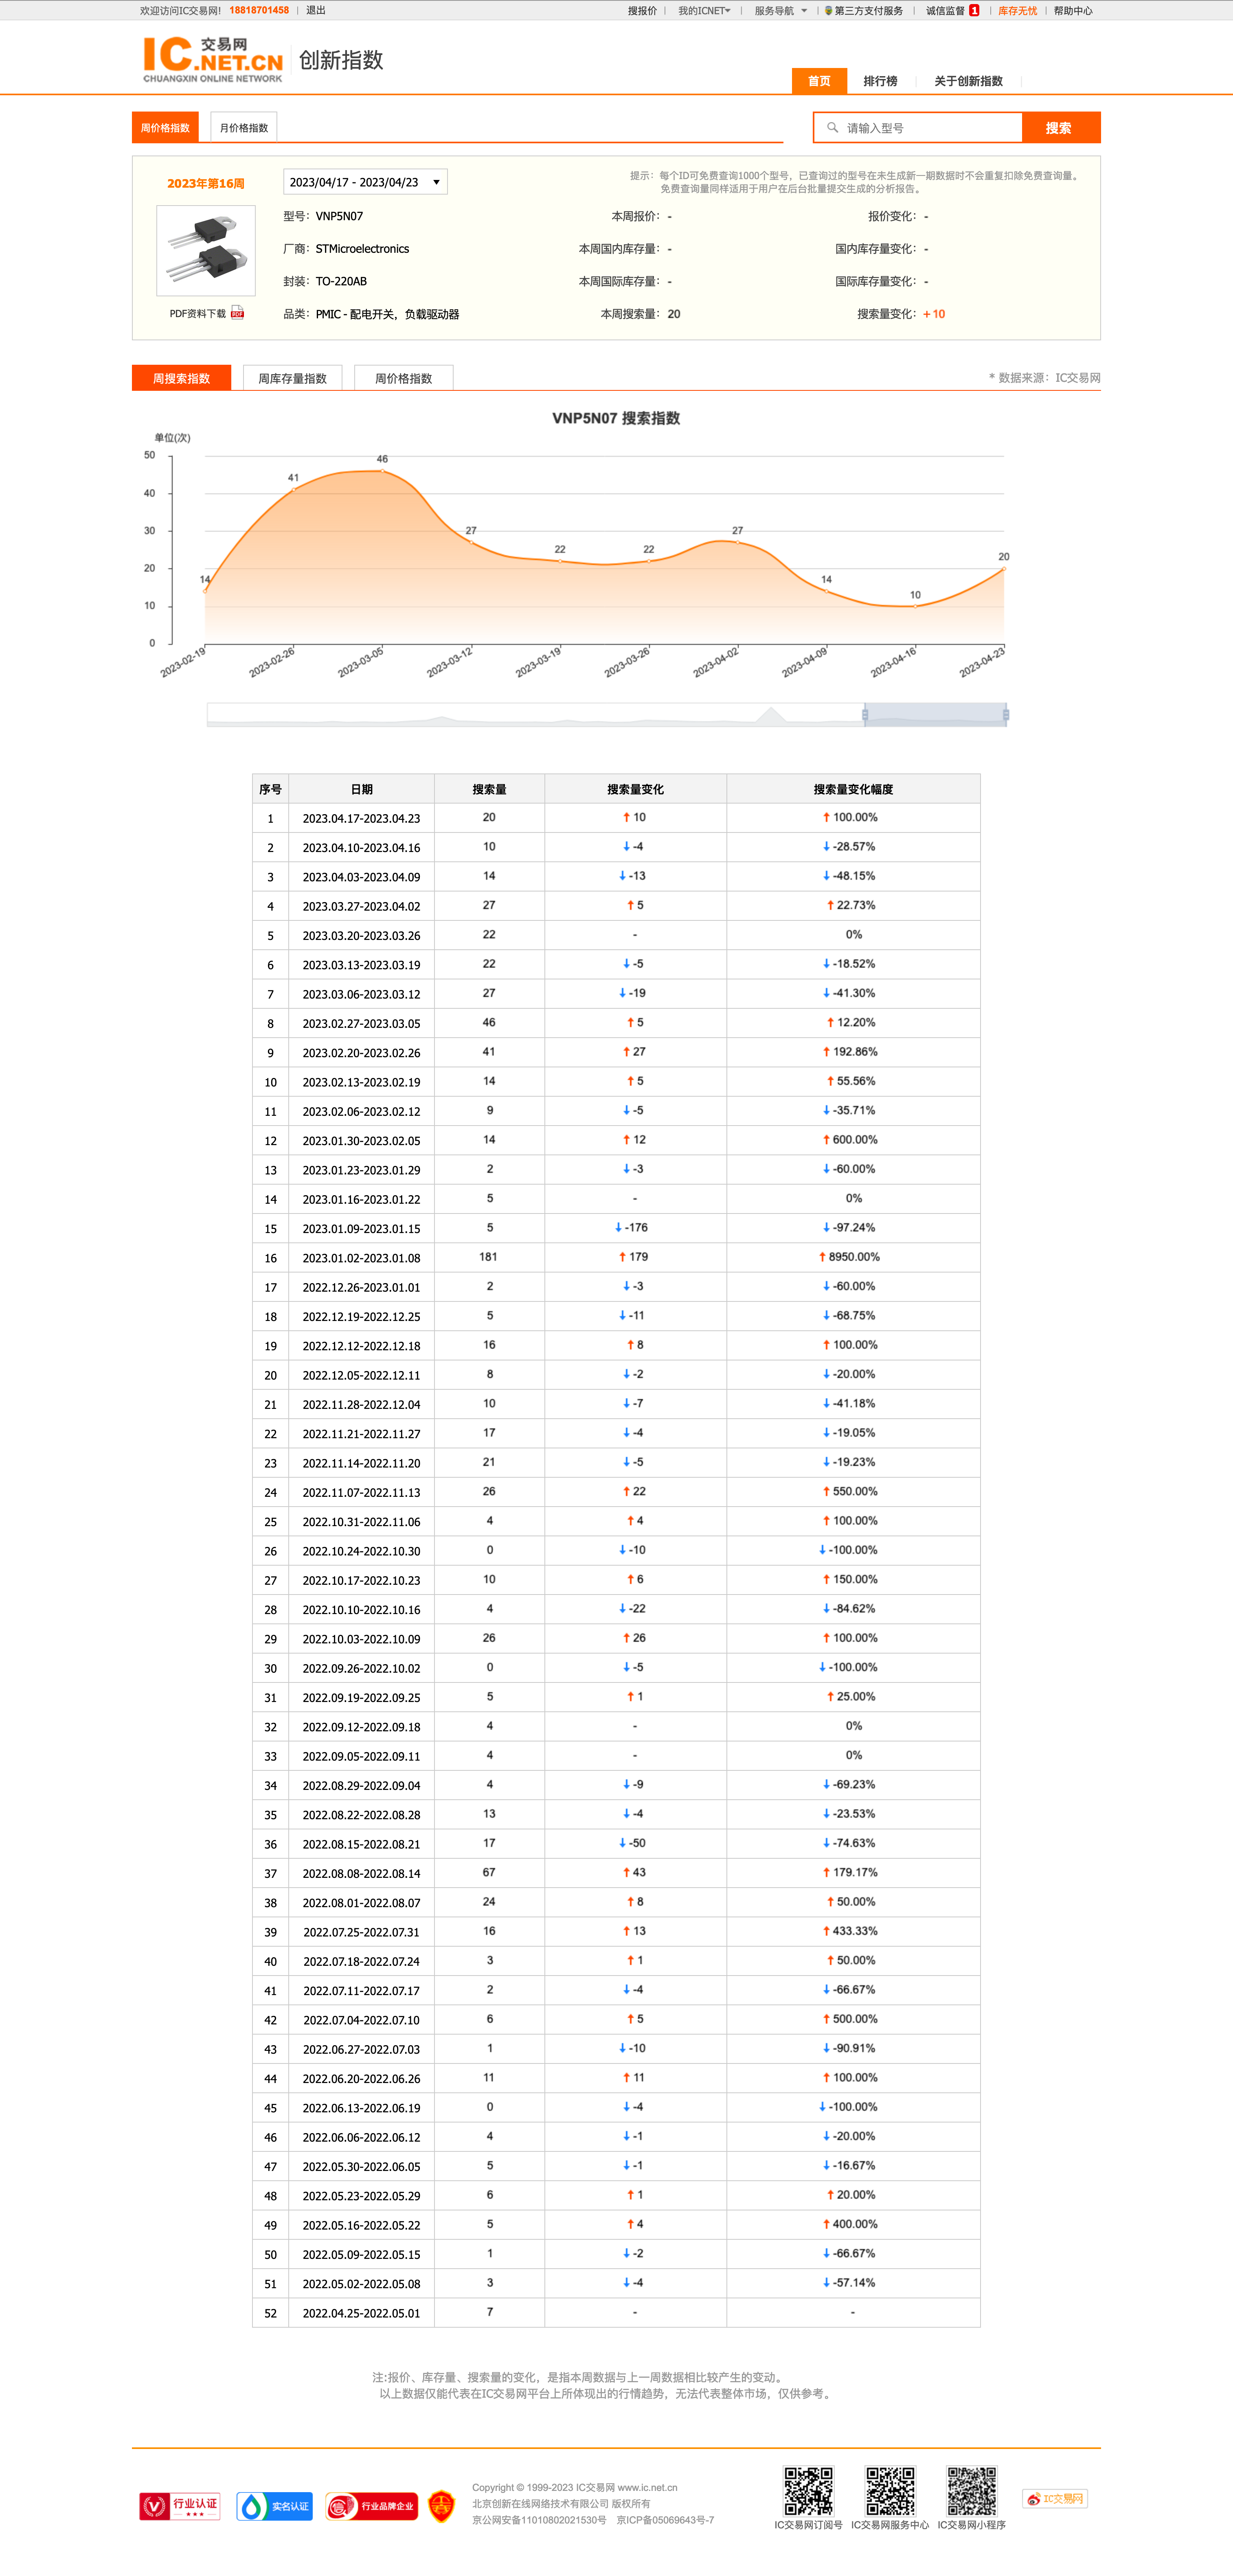 欢迎访问IC交易网! 18818701458 | 退出 搜报价 | 我的ICNET | 服务导航 | 第三方支付服务 | 诚信监督 1 | 库存无忧 | 帮助中心
IC交易网.NET.CN
CHUANGXIN ONLINE NETWORK
创新指数
首页 排行榜 关于创新指数
周价格指数 月价格指数 请输入型号 搜索
2023年第16周 2023/04/17 - 2023/04/23
提示：每个ID可免费查询1000个型号，已查询过的型号在未生成新一期数据时不会重复扣除免费查询量。
免费查询量同样适用于用户在后台批量提交生成的分析报告。
型号：VNP5N07 本周报价：- 报价变化：-
厂商：STMicroelectronics 本周国内库存量：- 国内库存量变化：-
封装：TO-220AB 本周国际库存量：- 国际库存量变化：-
PDF资料下载 PDF 品类：PMIC - 配电开关，负载驱动器 本周搜索量：20 搜索量变化：+10
周搜索指数 周库存量指数 周价格指数 * 数据来源：IC交易网
VNP5N07 搜索指数
单位(次)
50
40
30
20
10
0
14 41 46 27 22 22 27 14 10 20
2023-02-19 2023-02-26 2023-03-05 2023-03-12 2023-03-19 2023-03-26 2023-04-02 2023-04-09 2023-04-16 2023-04-23
序号 日期 搜索量 搜索量变化 搜索量变化幅度
1 2023.04.17-2023.04.23 20 ↑ 10 ↑ 100.00%
2 2023.04.10-2023.04.16 10 ↓ -4 ↓ -28.57%
3 2023.04.03-2023.04.09 14 ↓ -13 ↓ -48.15%
4 2023.03.27-2023.04.02 27 ↑ 5 ↑ 22.73%
5 2023.03.20-2023.03.26 22 - 0%
6 2023.03.13-2023.03.19 22 ↓ -5 ↓ -18.52%
7 2023.03.06-2023.03.12 27 ↓ -19 ↓ -41.30%
8 2023.02.27-2023.03.05 46 ↑ 5 ↑ 12.20%
9 2023.02.20-2023.02.26 41 ↑ 27 ↑ 192.86%
10 2023.02.13-2023.02.19 14 ↑ 5 ↑ 55.56%
11 2023.02.06-2023.02.12 9 ↓ -5 ↓ -35.71%
12 2023.01.30-2023.02.05 14 ↑ 12 ↑ 600.00%
13 2023.01.23-2023.01.29 2 ↓ -3 ↓ -60.00%
14 2023.01.16-2023.01.22 5 - 0%
15 2023.01.09-2023.01.15 5 ↓ -176 ↓ -97.24%
16 2023.01.02-2023.01.08 181 ↑ 179 ↑ 8950.00%
17 2022.12.26-2023.01.01 2 ↓ -3 ↓ -60.00%
18 2022.12.19-2022.12.25 5 ↓ -11 ↓ -68.75%
19 2022.12.12-2022.12.18 16 ↑ 8 ↑ 100.00%
20 2022.12.05-2022.12.11 8 ↓ -2 ↓ -20.00%
21 2022.11.28-2022.12.04 10 ↓ -7 ↓ -41.18%
22 2022.11.21-2022.11.27 17 ↓ -4 ↓ -19.05%
23 2022.11.14-2022.11.20 21 ↓ -5 ↓ -19.23%
24 2022.11.07-2022.11.13 26 ↑ 22 ↑ 550.00%
25 2022.10.31-2022.11.06 4 ↑ 4 ↑ 100.00%
26 2022.10.24-2022.10.30 0 ↓ -10 ↓ -100.00%
27 2022.10.17-2022.10.23 10 ↑ 6 ↑ 150.00%
28 2022.10.10-2022.10.16 4 ↓ -22 ↓ -84.62%
29 2022.10.03-2022.10.09 26 ↑ 26 ↑ 100.00%
30 2022.09.26-2022.10.02 0 ↓ -5 ↓ -100.00%
31 2022.09.19-2022.09.25 5 ↑ 1 ↑ 25.00%
32 2022.09.12-2022.09.18 4 - 0%
33 2022.09.05-2022.09.11 4 - 0%
34 2022.08.29-2022.09.04 4 ↓ -9 ↓ -69.23%
35 2022.08.22-2022.08.28 13 ↓ -4 ↓ -23.53%
36 2022.08.15-2022.08.21 17 ↓ -50 ↓ -74.63%
37 2022.08.08-2022.08.14 67 ↑ 43 ↑ 179.17%
38 2022.08.01-2022.08.07 24 ↑ 8 ↑ 50.00%
39 2022.07.25-2022.07.31 16 ↑ 13 ↑ 433.33%
40 2022.07.18-2022.07.24 3 ↑ 1 ↑ 50.00%
41 2022.07.11-2022.07.17 2 ↓ -4 ↓ -66.67%
42 2022.07.04-2022.07.10 6 ↑ 5 ↑ 500.00%
43 2022.06.27-2022.07.03 1 ↓ -10 ↓ -90.91%
44 2022.06.20-2022.06.26 11 ↑ 11 ↑ 100.00%
45 2022.06.13-2022.06.19 0 ↓ -4 ↓ -100.00%
46 2022.06.06-2022.06.12 4 ↓ -1 ↓ -20.00%
47 2022.05.30-2022.06.05 5 ↓ -1 ↓ -16.67%
48 2022.05.23-2022.05.29 6 ↑ 1 ↑ 20.00%
49 2022.05.16-2022.05.22 5 ↑ 4 ↑ 400.00%
50 2022.05.09-2022.05.15 1 ↓ -2 ↓ -66.67%
51 2022.05.02-2022.05.08 3 ↓ -4 ↓ -57.14%
52 2022.04.25-2022.05.01 7 - -
注:报价、库存量、搜索量的变化，是指本周数据与上一周数据相比较产生的变动。
以上数据仅能代表在IC交易网平台上所体现出的行情趋势，无法代表整体市场，仅供参考。
行业认证 实名认证 行业品牌企业
Copyright © 1999-2023 IC交易网 www.ic.net.cn
北京创新在线网络技术有限公司 版权所有
京公网安备11010802021530号 京ICP备05069643号-7
IC交易网订阅号 IC交易网服务中心 IC交易网小程序
IC交易网